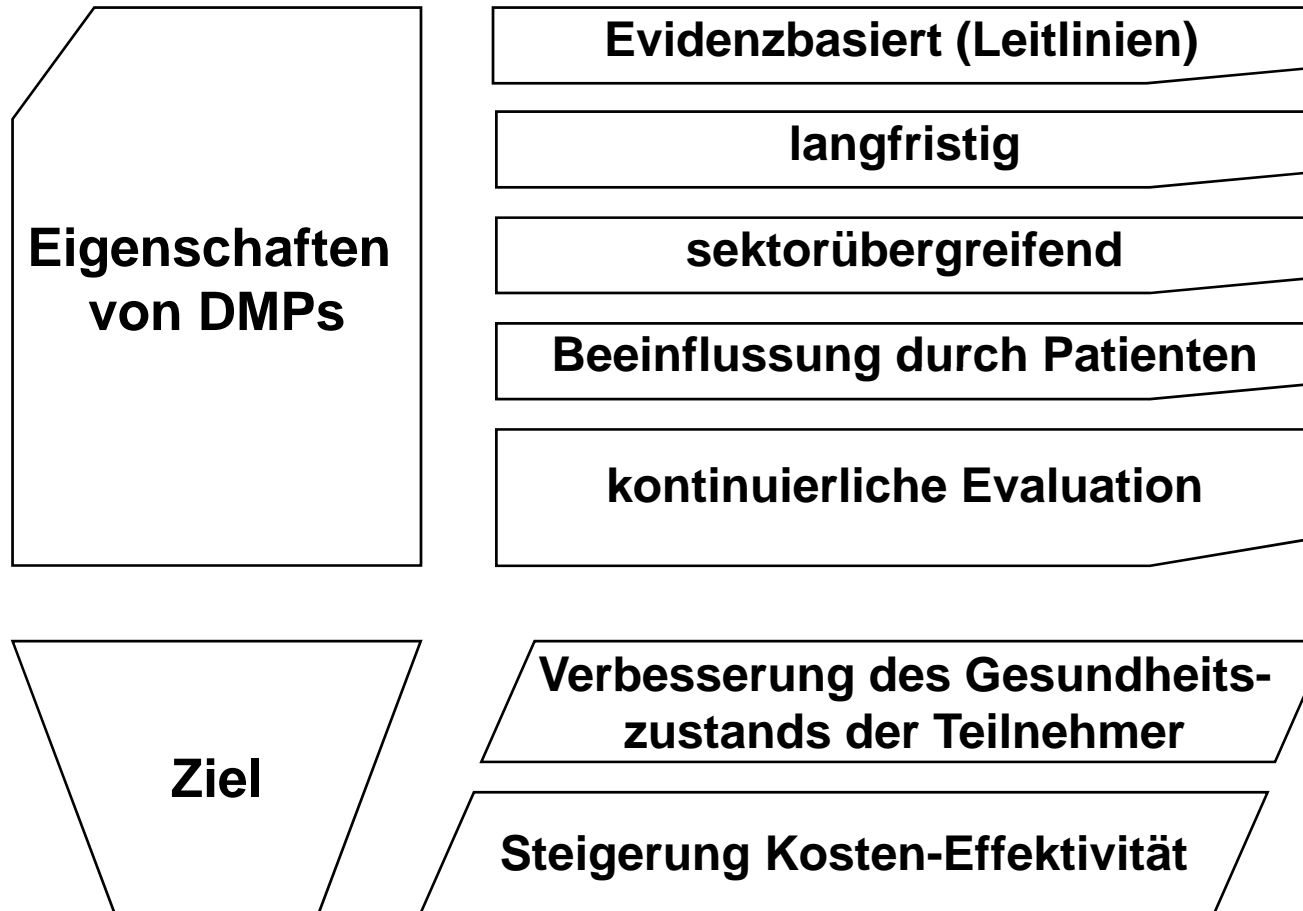 Eigenschaften
von DMPs
Evidenzbasiert (Leitlinien)
langfristig
sektorübergreifend
Beeinflussung durch Patienten
kontinuierliche Evaluation
Ziel
Verbesserung des Gesundheits-
zustands der Teilnehmer
Steigerung Kosten-Effektivität